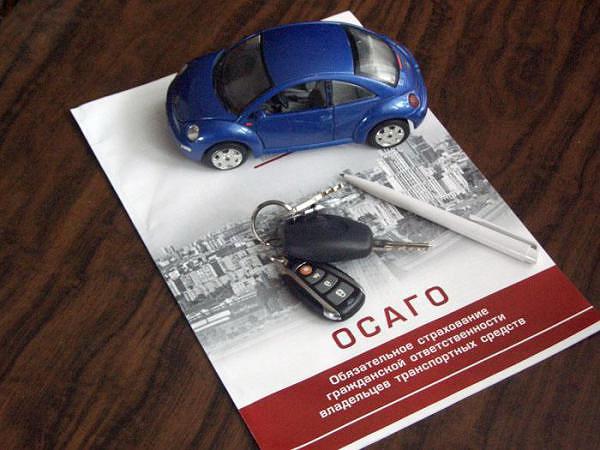 ОСАГО
Обязательное страхование
гражданской ответственности
владельцев транспортных средств